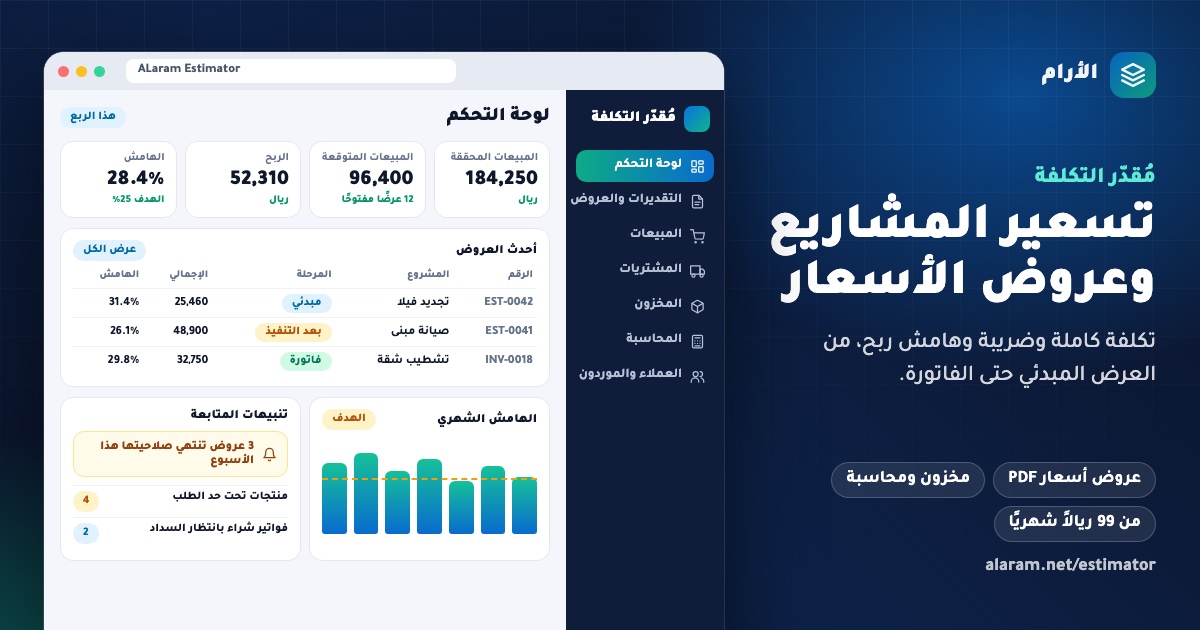 الأرام
مُقدّر التكلفة
تسعير المشاريع
وعروض الأسعار
تكلفة كاملة وضريبة وهامش ربح، من
العرض المبدئي حتى الفاتورة.
عروض أسعار PDF
مخزون ومحاسبة
من 99 ريالاً شهريًا
alaram.net/estimator
ALaram Estimator
مُقدّر التكلفة
لوحة التحكم
التقديرات والعروض
المبيعات
المشتريات
المخزون
المحاسبة
العملاء والموردون
لوحة التحكم
هذا الربع
المبيعات المحققة
184,250
ريال
المبيعات المتوقعة
96,400
12 عرضًا مفتوحًا
الربح
52,310
ريال
الهامش
28.4%
الهدف 25%
أحدث العروض
عرض الكل
الرقم المشروع المرحلة الإجمالي الهامش
EST-0042 تجديد فيلا مبدئي 25,460 31.4%
EST-0041 صيانة مبنى بعد التنفيذ 48,900 26.1%
INV-0018 تشطيب شقة فاتورة 32,750 29.8%
الهامش الشهري
الهدف
تنبيهات المتابعة
3 عروض تنتهي صلاحيتها هذا
الأسبوع
منتجات تحت حد الطلب 4
فواتير شراء بانتظار السداد 2